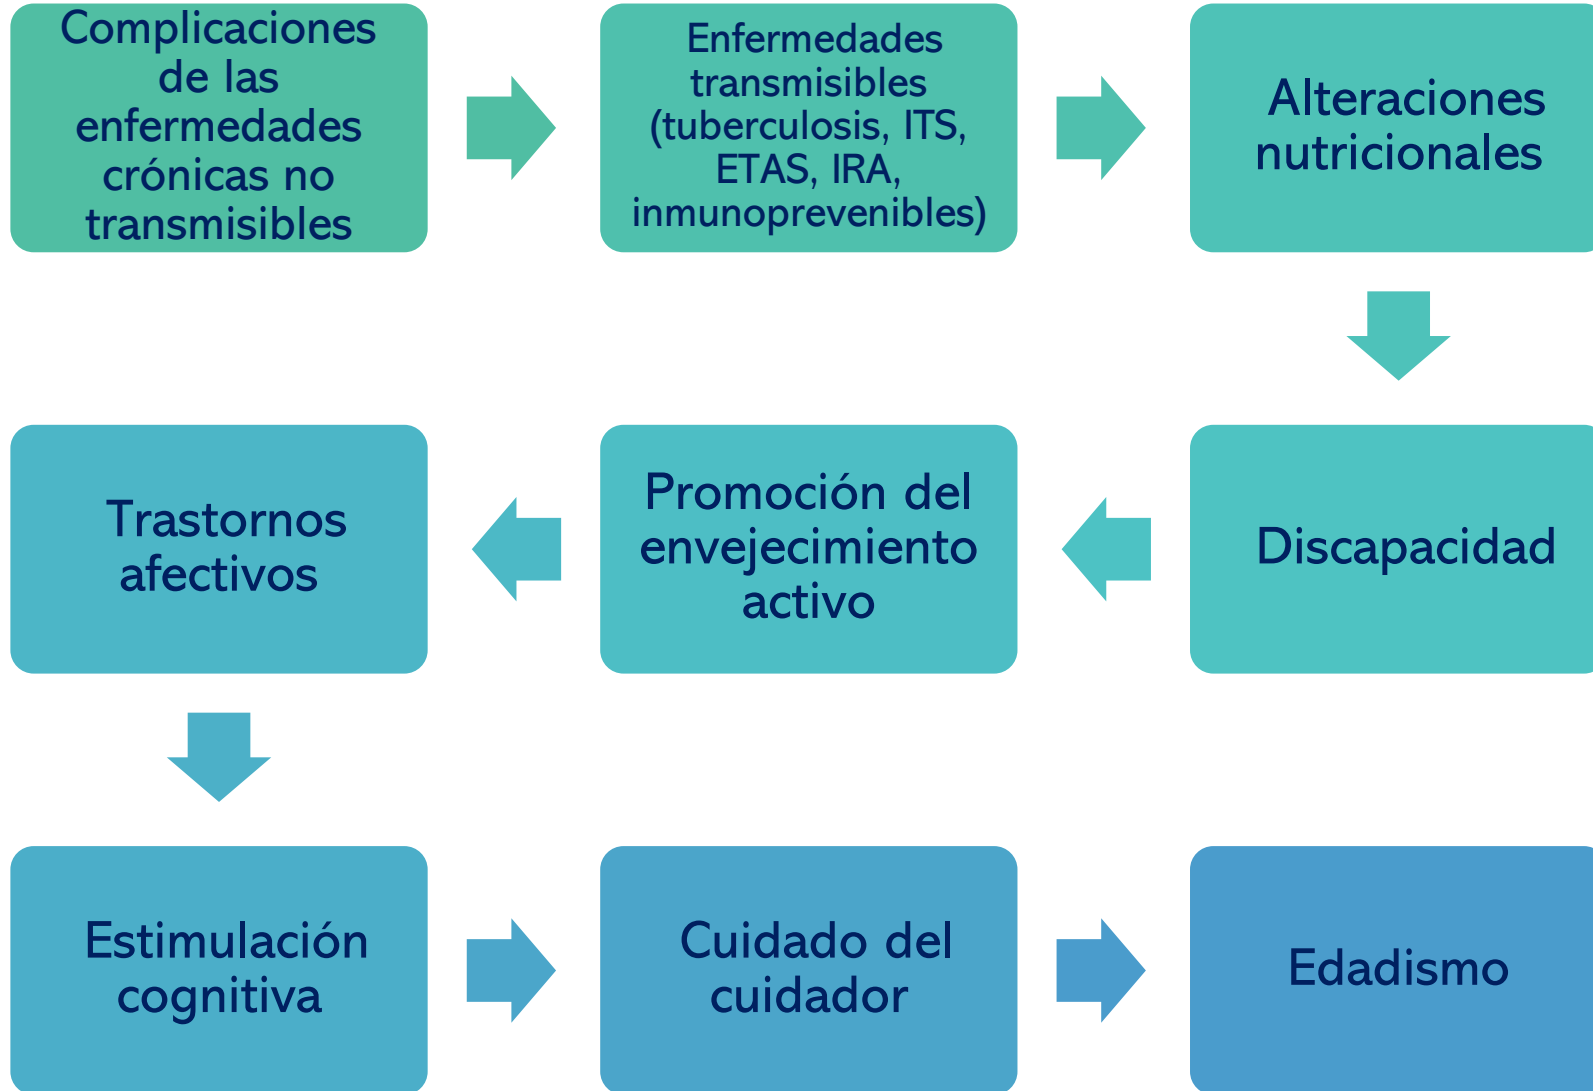 Complicaciones
de las
enfermedades
crónicas no
transmisibles
Enfermedades
transmisibles
(tuberculosis, ITS,
ETAS, IRA,
inmunoprevenibles)
Alteraciones
nutricionales
Discapacidad
Promoción del
envejecimiento
activo
Trastornos
afectivos
Estimulación
cognitiva
Cuidado del
cuidador
Edadismo